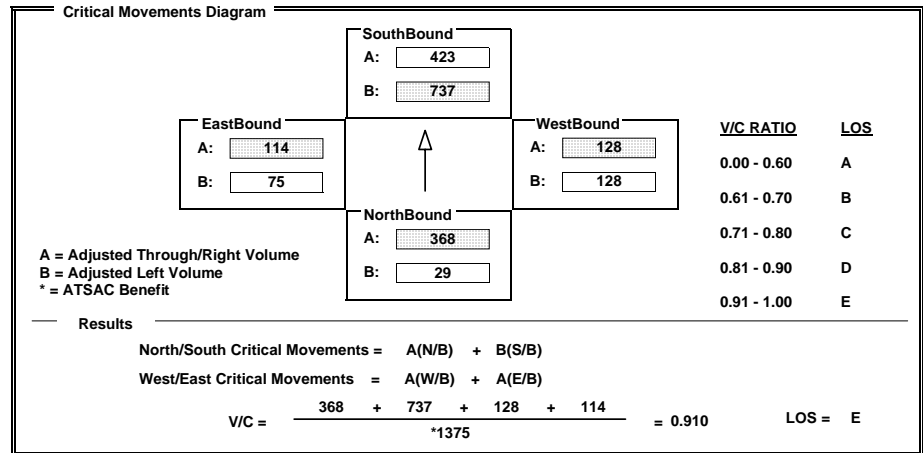 Critical Movements Diagram
SouthBound
A: 423
B: 737
EastBound
A: 114
B: 75
WestBound
A: 128
B: 128
NorthBound
A: 368
B: 29
V/C RATIO LOS
0.00 - 0.60 A
0.61 - 0.70 B
0.71 - 0.80 C
0.81 - 0.90 D
0.91 - 1.00 E
A = Adjusted Through/Right Volume
B = Adjusted Left Volume
* = ATSAC Benefit
Results
North/South Critical Movements = A(N/B) + B(S/B)
West/East Critical Movements = A(W/B) + A(E/B)
V/C = 368 + 737 + 128 + 114 = 0.910 LOS = E
*1375